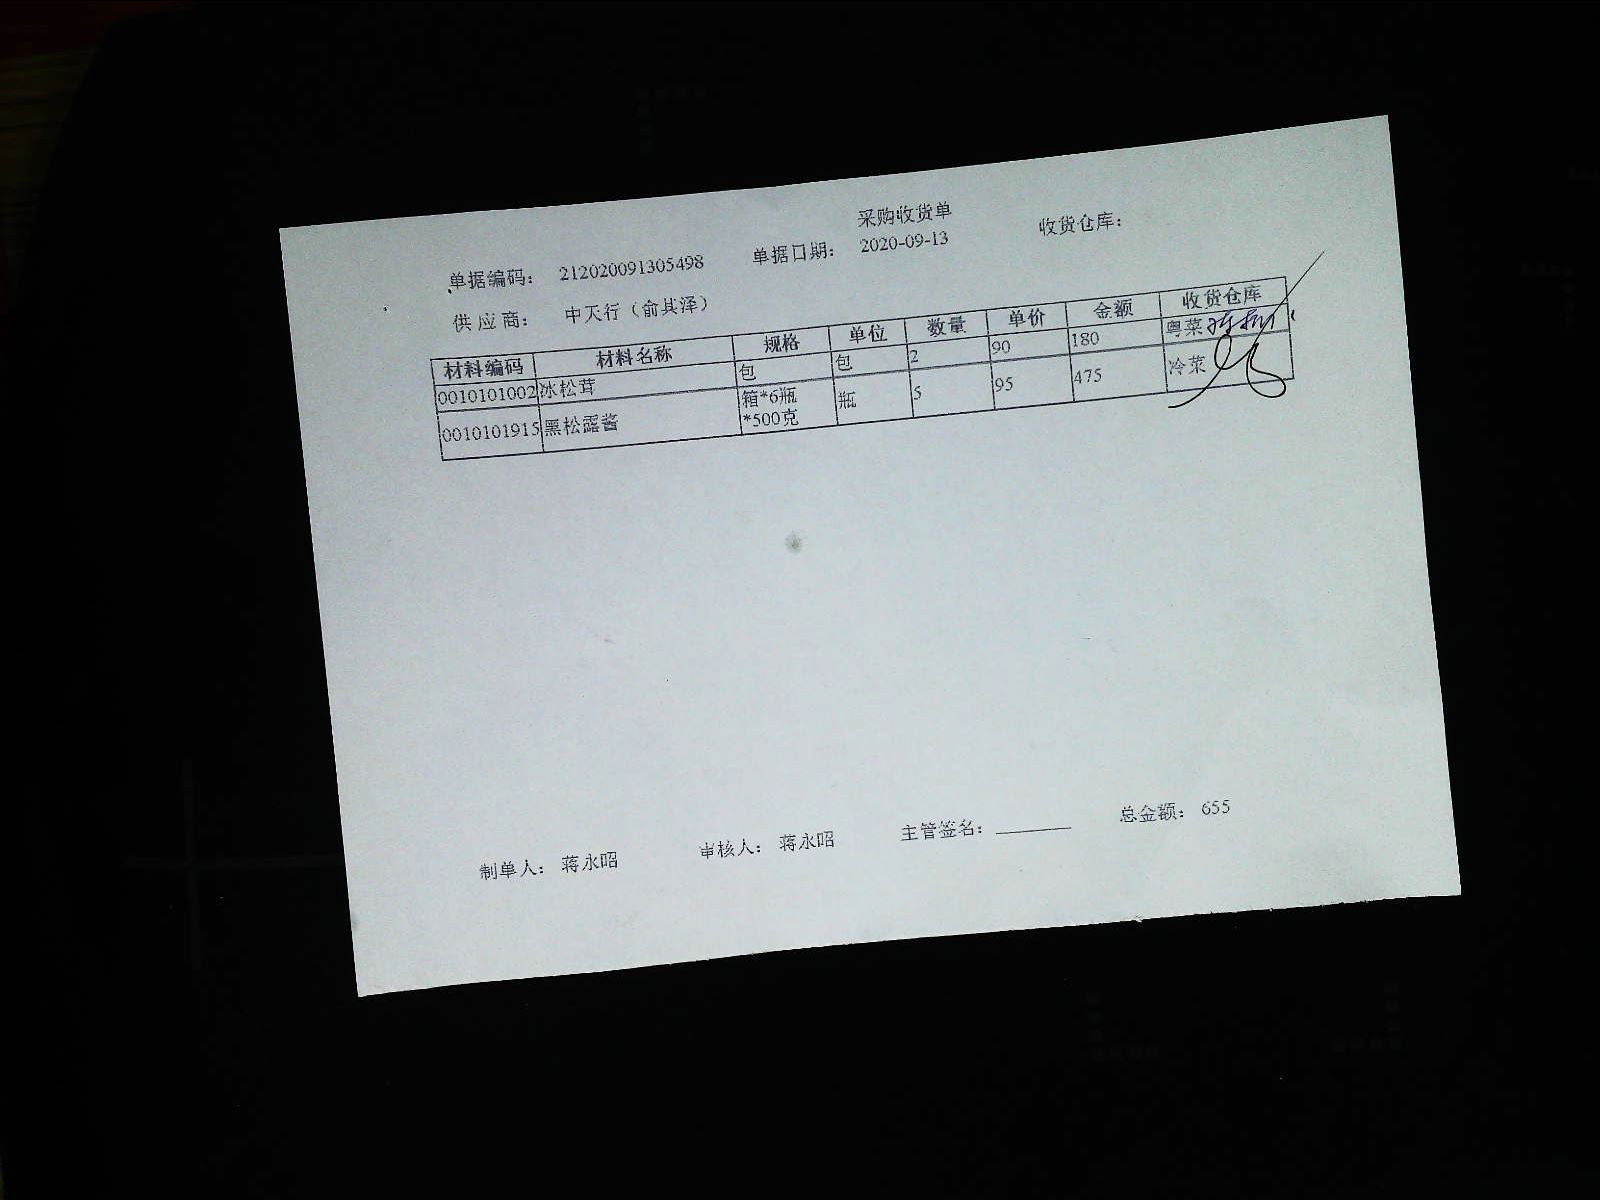 采购收货单
单据编码： 212020091305498 单据日期： 2020-09-13 收货仓库：
供 应 商： 中天行（俞其泽）
材料编码 材料名称 规格 单位 数量 单价 金额 收货仓库
0010101002 冰松茸 包 包 2 90 180 粤菜
0010101915 黑松露酱 箱*6瓶 瓶 5 95 475 冷菜
*500克
制单人： 蒋永昭 审核人： 蒋永昭 主管签名： 总金额： 655